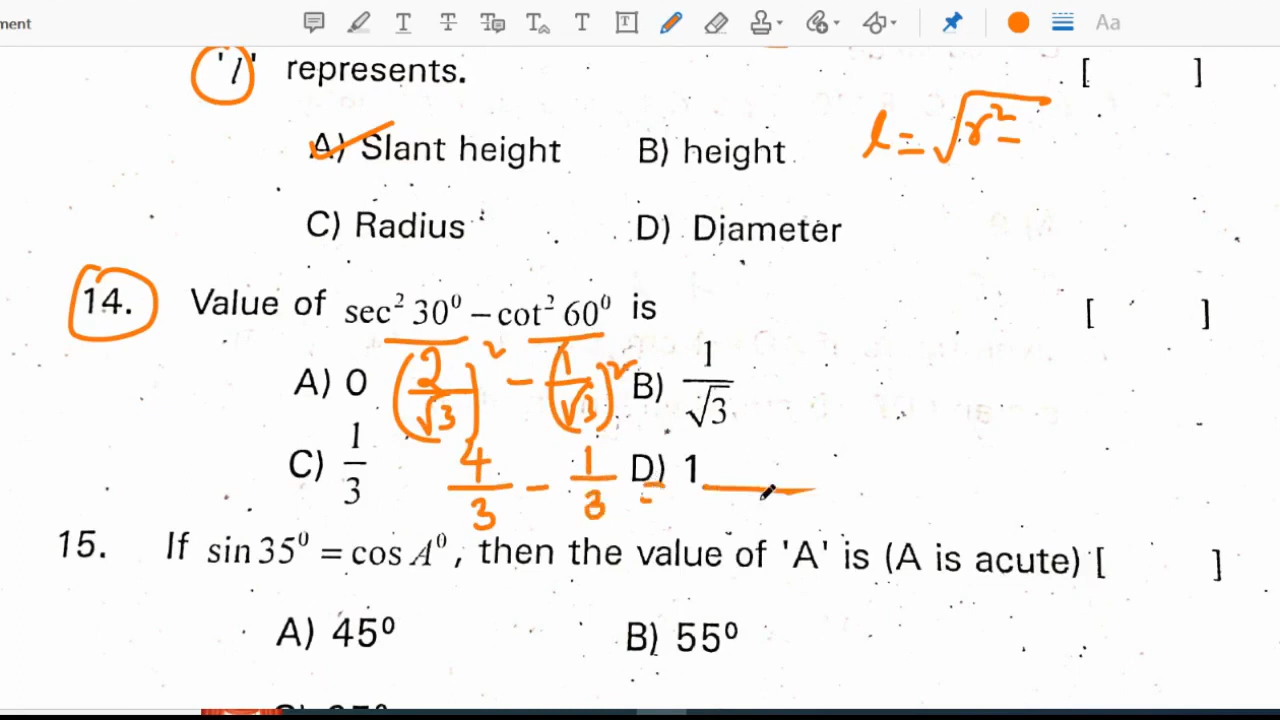 ment
T T T T T T Aa
'l' represents. [ ]
l = √r²
A) Slant height B) height
C) Radius D) Diameter
14. Value of sec² 30⁰ – cot² 60⁰ is [ ]
A) 0 (2/√3)² – (1/√3)² B) 1/√3
C) 1/3 4/3 – 1/3 = D) 1
15. If sin 35⁰ = cos A⁰, then the value of 'A' is (A is acute) [ ]
A) 45⁰ B) 55⁰